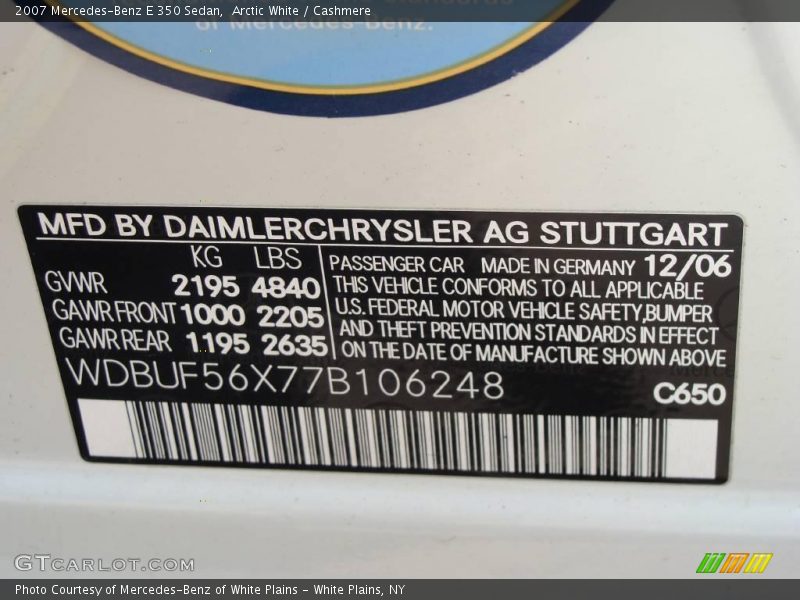 2007 Mercedes-Benz E 350 Sedan,  Arctic White / Cashmere
of Mercedes-Benz.
MFD BY DAIMLERCHRYSLER AG STUTTGART
KG LBS
GVWR 2195 4840
GAWR FRONT 1000 2205
GAWR REAR 1195 2635
PASSENGER CAR MADE IN GERMANY 12/06
THIS VEHICLE CONFORMS TO ALL APPLICABLE
U.S. FEDERAL MOTOR VEHICLE SAFETY,BUMPER
AND THEFT PREVENTION STANDARDS IN EFFECT
ON THE DATE OF MANUFACTURE SHOWN ABOVE
WDBUF56X77B106248
C650
GTCARLOT.COM
Photo Courtesy of Mercedes-Benz of White Plains - White Plains, NY